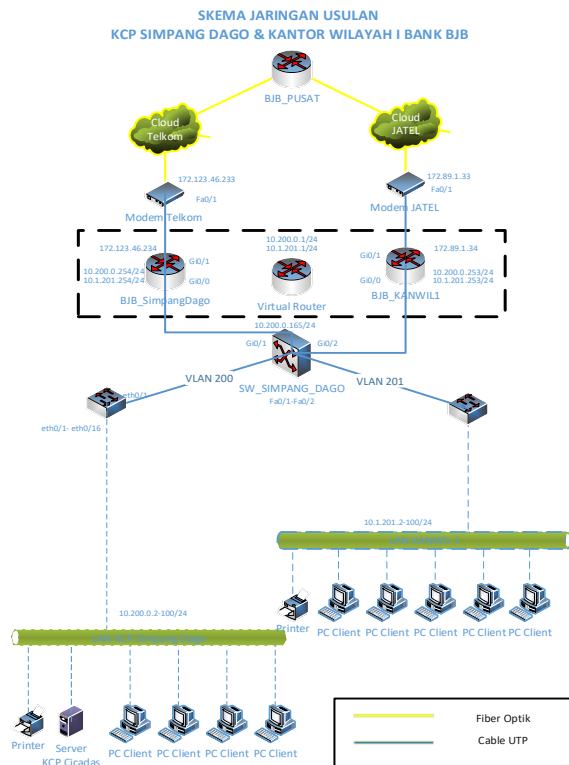 SKEMA JARINGAN USULAN
KCP SIMPANG DAGO & KANTOR WILAYAH I BANK BJB
BJB_PUSAT
Cloud
Telkom
Cloud
JATEL
172.123.46.233
Fa0/1
Modem Telkom
172.89.1.33
Fa0/1
Modem JATEL
172.123.46.234
Gi0/1
10.200.0.254/24
10.1.201.254/24
Gi0/0
BJB_SimpangDago
10.200.0.1/24
10.1.201.1/24
Virtual Router
Gi0/1
172.89.1.34
Gi0/0
10.200.0.253/24
10.1.201.253/24
BJB_KANWIL1
10.200.0.165/24
Gi0/1
Gi0/2
VLAN 200
SW_SIMPANG_DAGO
Fa0/1-Fa0/2
VLAN 201
eth0/1
eth0/1- eth0/16
10.1.201.2-100/24
Printer
PC Client
PC Client
PC Client
PC Client
PC Client
10.200.0.2-100/24
LAN KCP Simpang Dago
Printer
Server
KCP Cicadas
PC Client
PC Client
PC Client
PC Client
Fiber Optik
Cable UTP